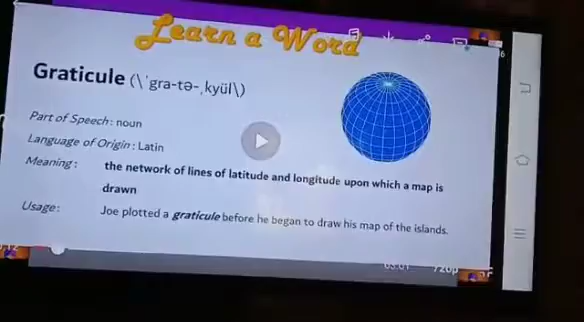 Learn a Word
Graticule (\ˈgra-tə-ˌkyül\)
Part of Speech: noun
Language of Origin: Latin
Meaning: the network of lines of latitude and longitude upon which a map is
drawn
Usage: Joe plotted a graticule before he began to draw his map of the islands.
720p